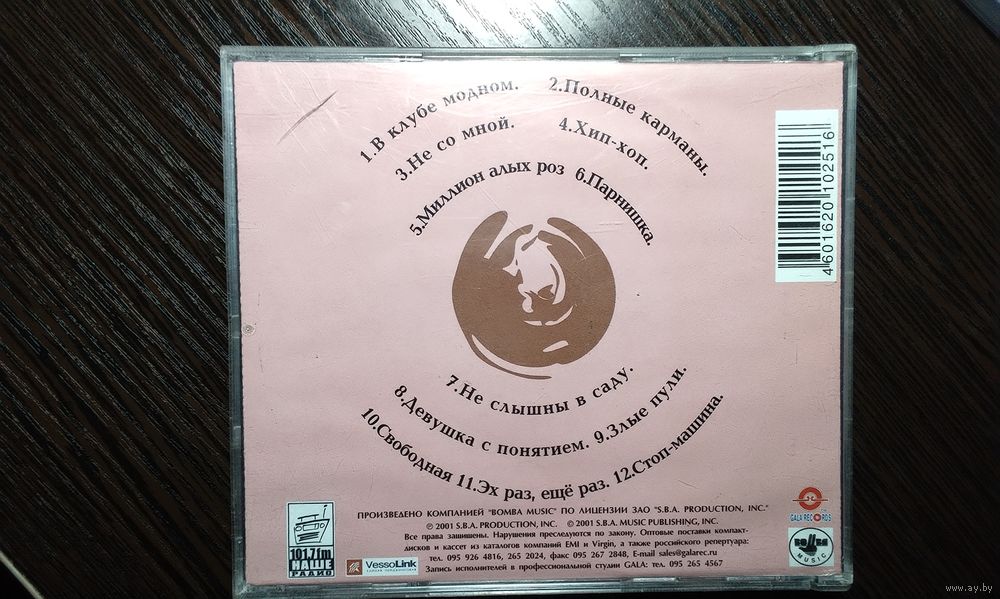 1.В клубе модном. 2.Полные карманы.
3.Не со мной. 4.Хип-хоп.
5.Миллион алых роз 6.Парнишка.
7.Не слышны в саду.
8.Девушка с понятием. 9.Злые пули.
10.Свободная 11.Эх раз, ещё раз. 12.Стоп-машина.
4601620 102516
ПРОИЗВЕДЕНО КОМПАНИЕЙ "BOMBA MUSIC" ПО ЛИЦЕНЗИИ ЗАО "S.B.A. PRODUCTION, INC."
℗ 2001 S.B.A. PRODUCTION, INC. © 2001 S.B.A. MUSIC PUBLISHING, INC.
Все права защищены. Нарушения преследуются по закону. Оптовые поставки компакт-
дисков и кассет из каталогов компаний EMI и Virgin, а также российского репертуара:
тел. 095 926 4816, 265 2024, факс 095 267 2848, E-mail sales@galarec.ru
Запись исполнителей в профессиональной студии GALA: тел. 095 265 4567
101.7fm
НАШЕ
РАДИО
VessoLink
GALA RECORDS
BOMBA
MUSIC
www.ay.by